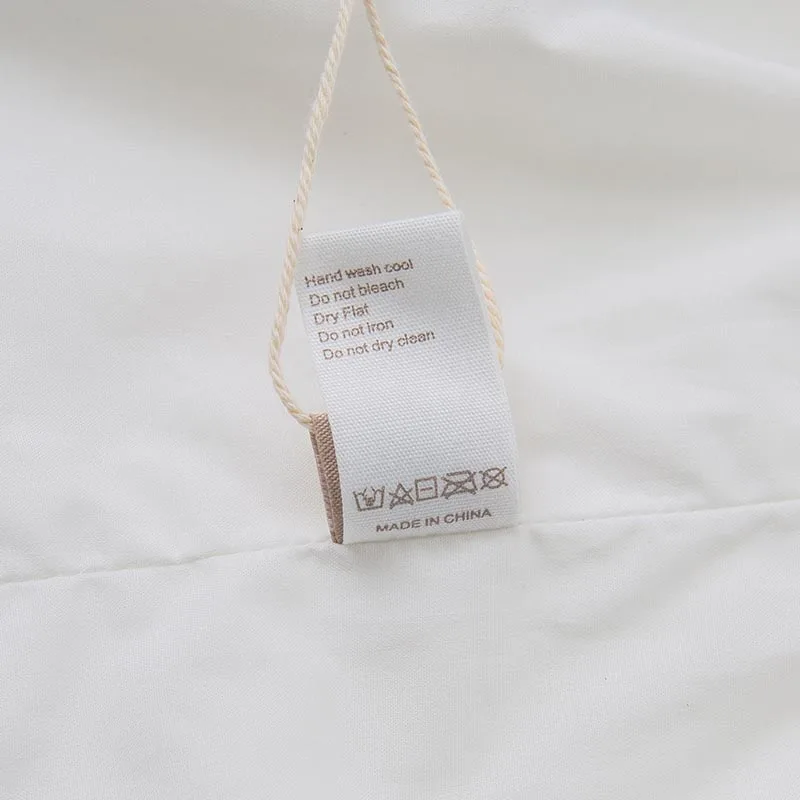 Hand wash cool
Do not bleach
Dry Flat
Do not iron
Do not dry clean
MADE IN CHINA